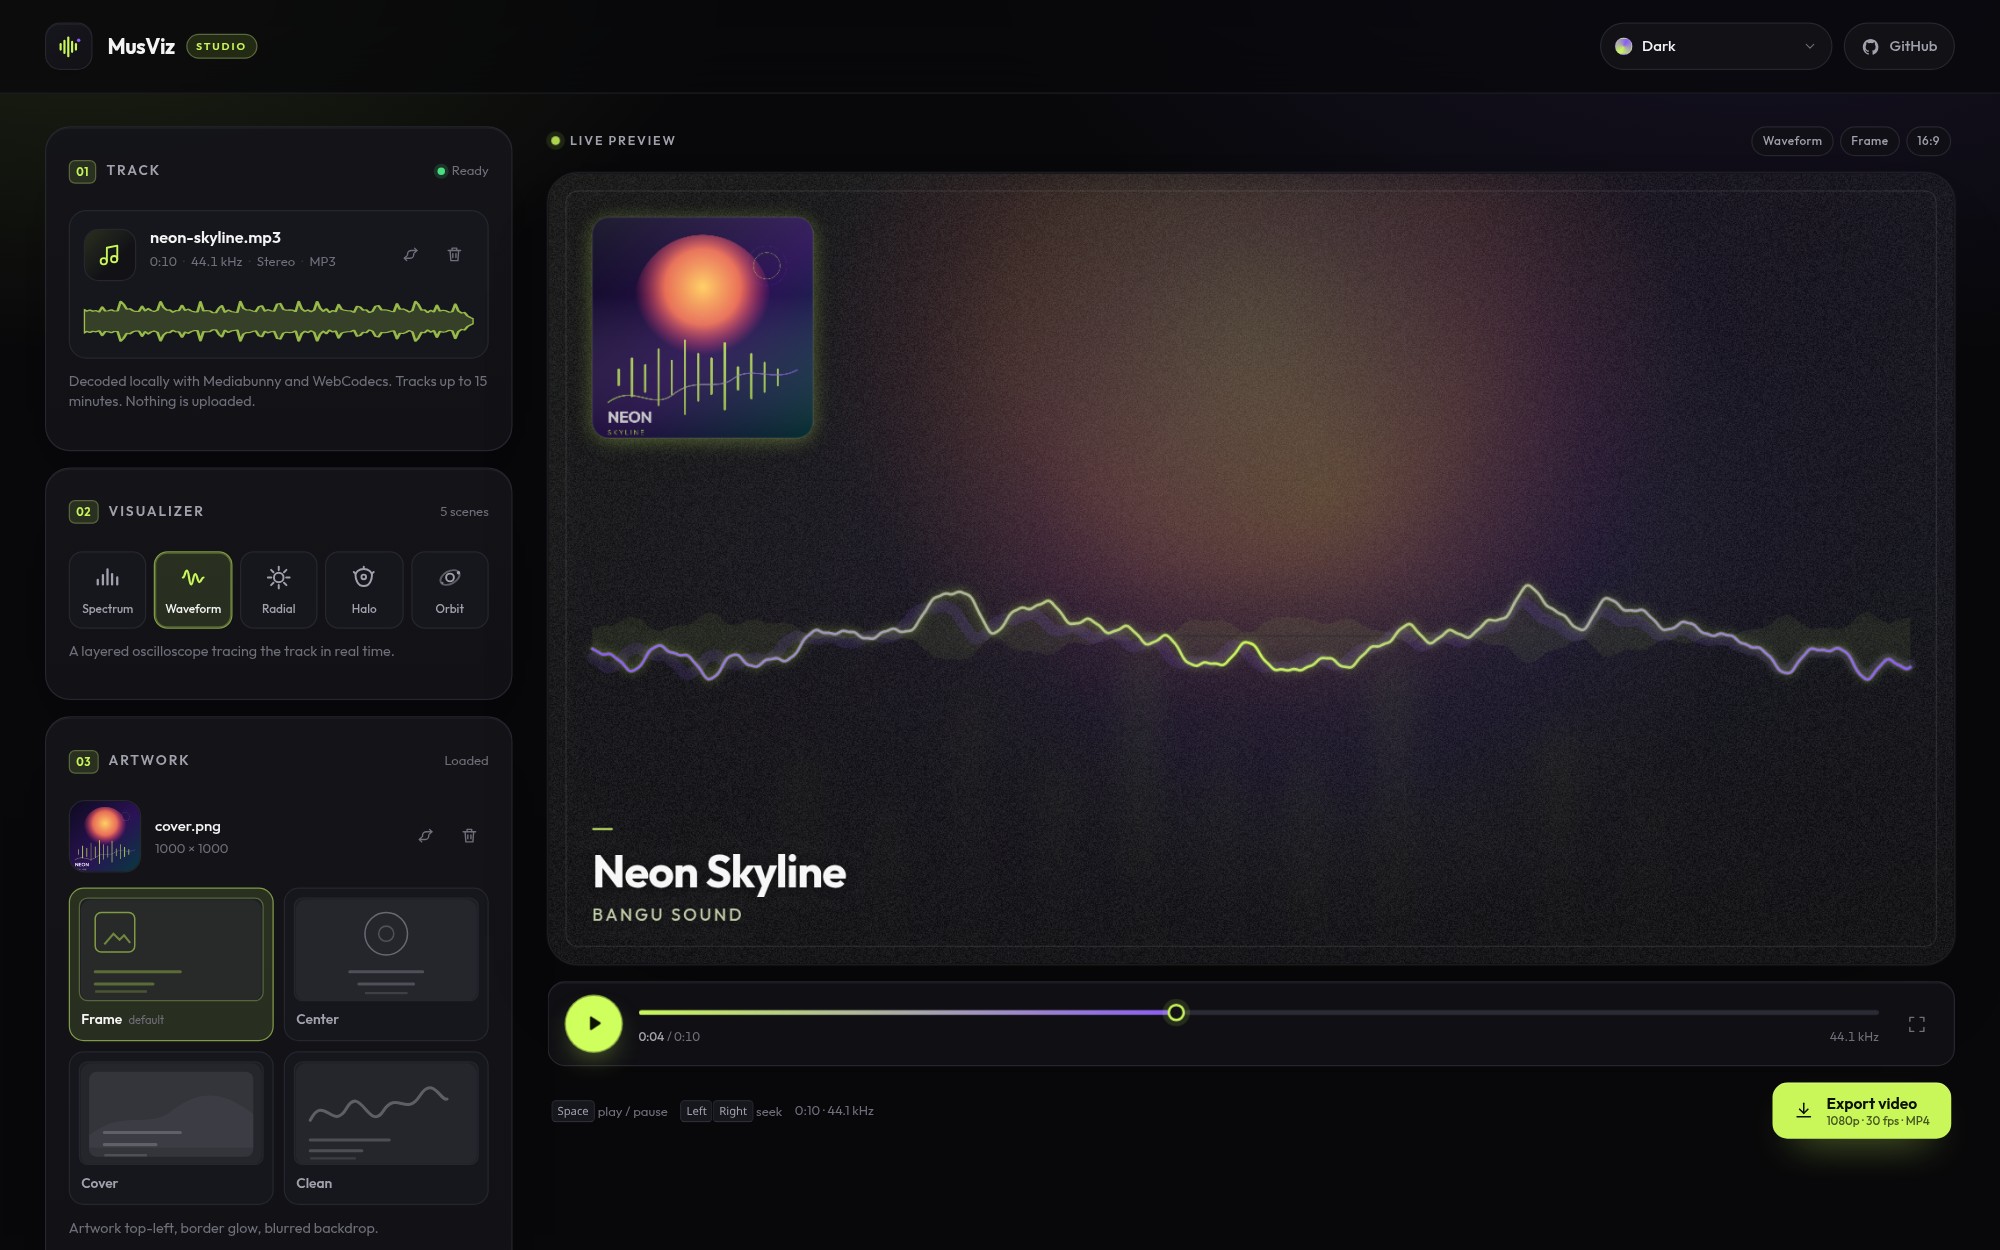 MusViz STUDIO
Dark
GitHub
01 TRACK
Ready
neon-skyline.mp3
0:10 · 44.1 kHz · Stereo · MP3
Decoded locally with Mediabunny and WebCodecs. Tracks up to 15
minutes. Nothing is uploaded.
02 VISUALIZER
5 scenes
Spectrum
Waveform
Radial
Halo
Orbit
A layered oscilloscope tracing the track in real time.
03 ARTWORK
Loaded
NEON
cover.png
1000 × 1000
Frame default
Center
Cover
Clean
Artwork top-left, border glow, blurred backdrop.
LIVE PREVIEW
Waveform
Frame
16:9
NEON
SKYLINE
Neon Skyline
BANGU SOUND
0:04 / 0:10
44.1 kHz
Space play / pause Left Right seek 0:10 · 44.1 kHz
Export video
1080p · 30 fps · MP4